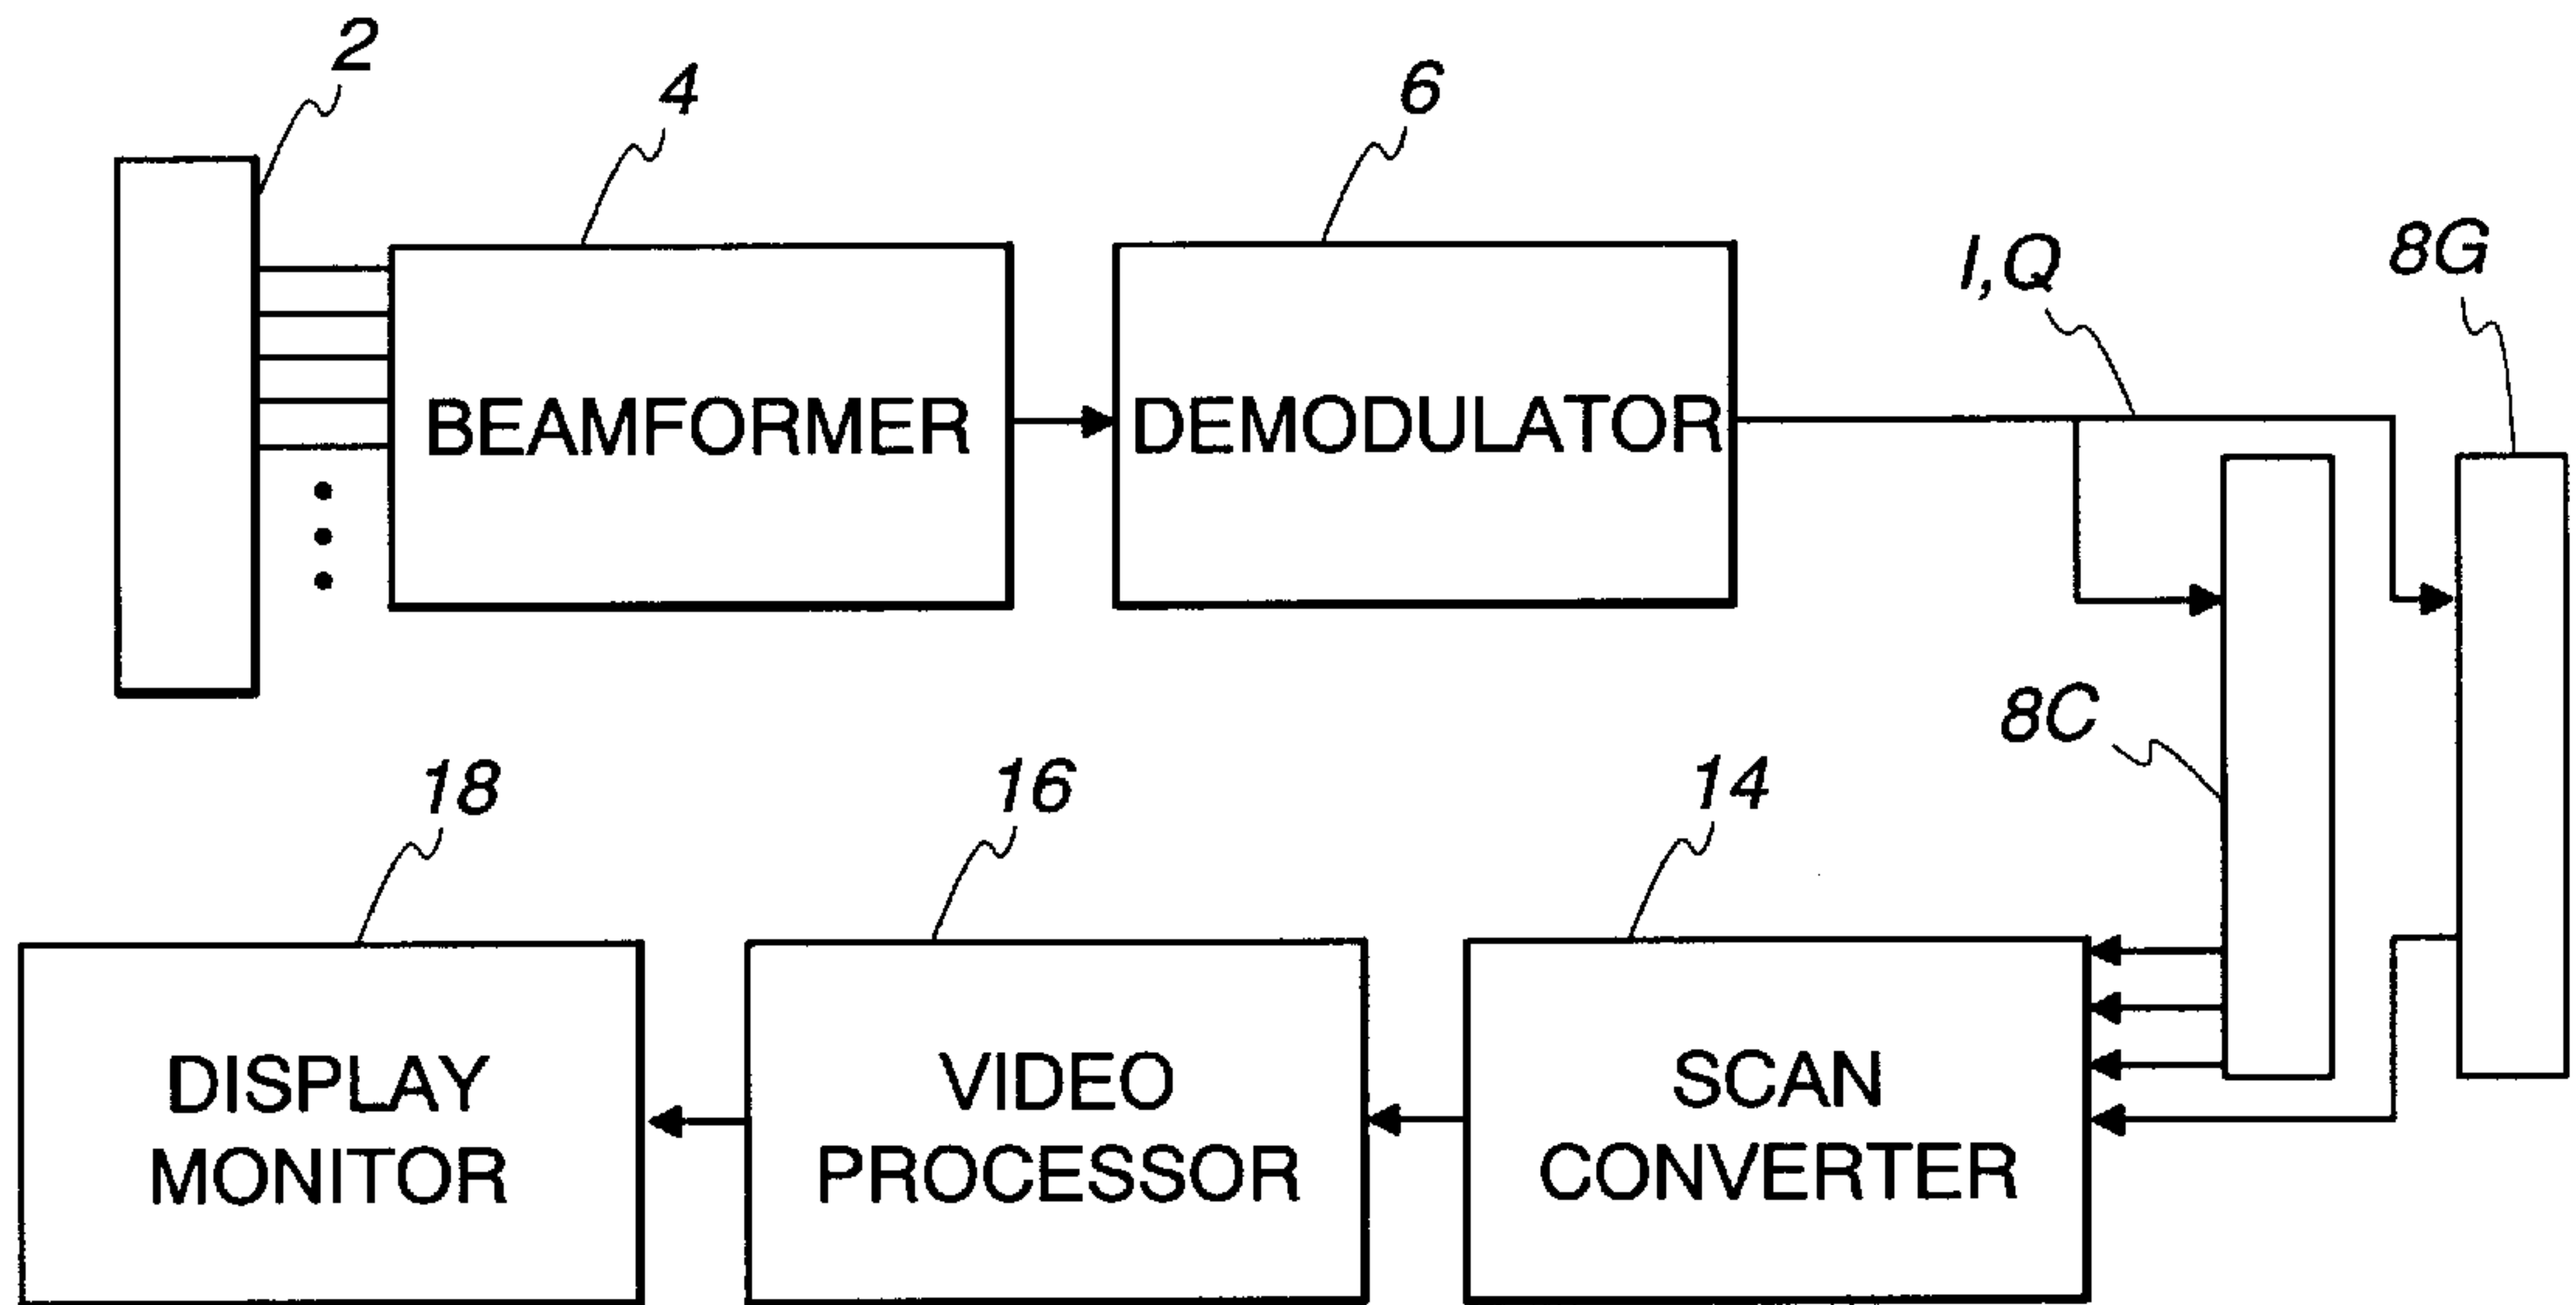 2
4
6
I,Q
8G
BEAMFORMER
DEMODULATOR
8C
18
16
14
DISPLAY
MONITOR
VIDEO
PROCESSOR
SCAN
CONVERTER